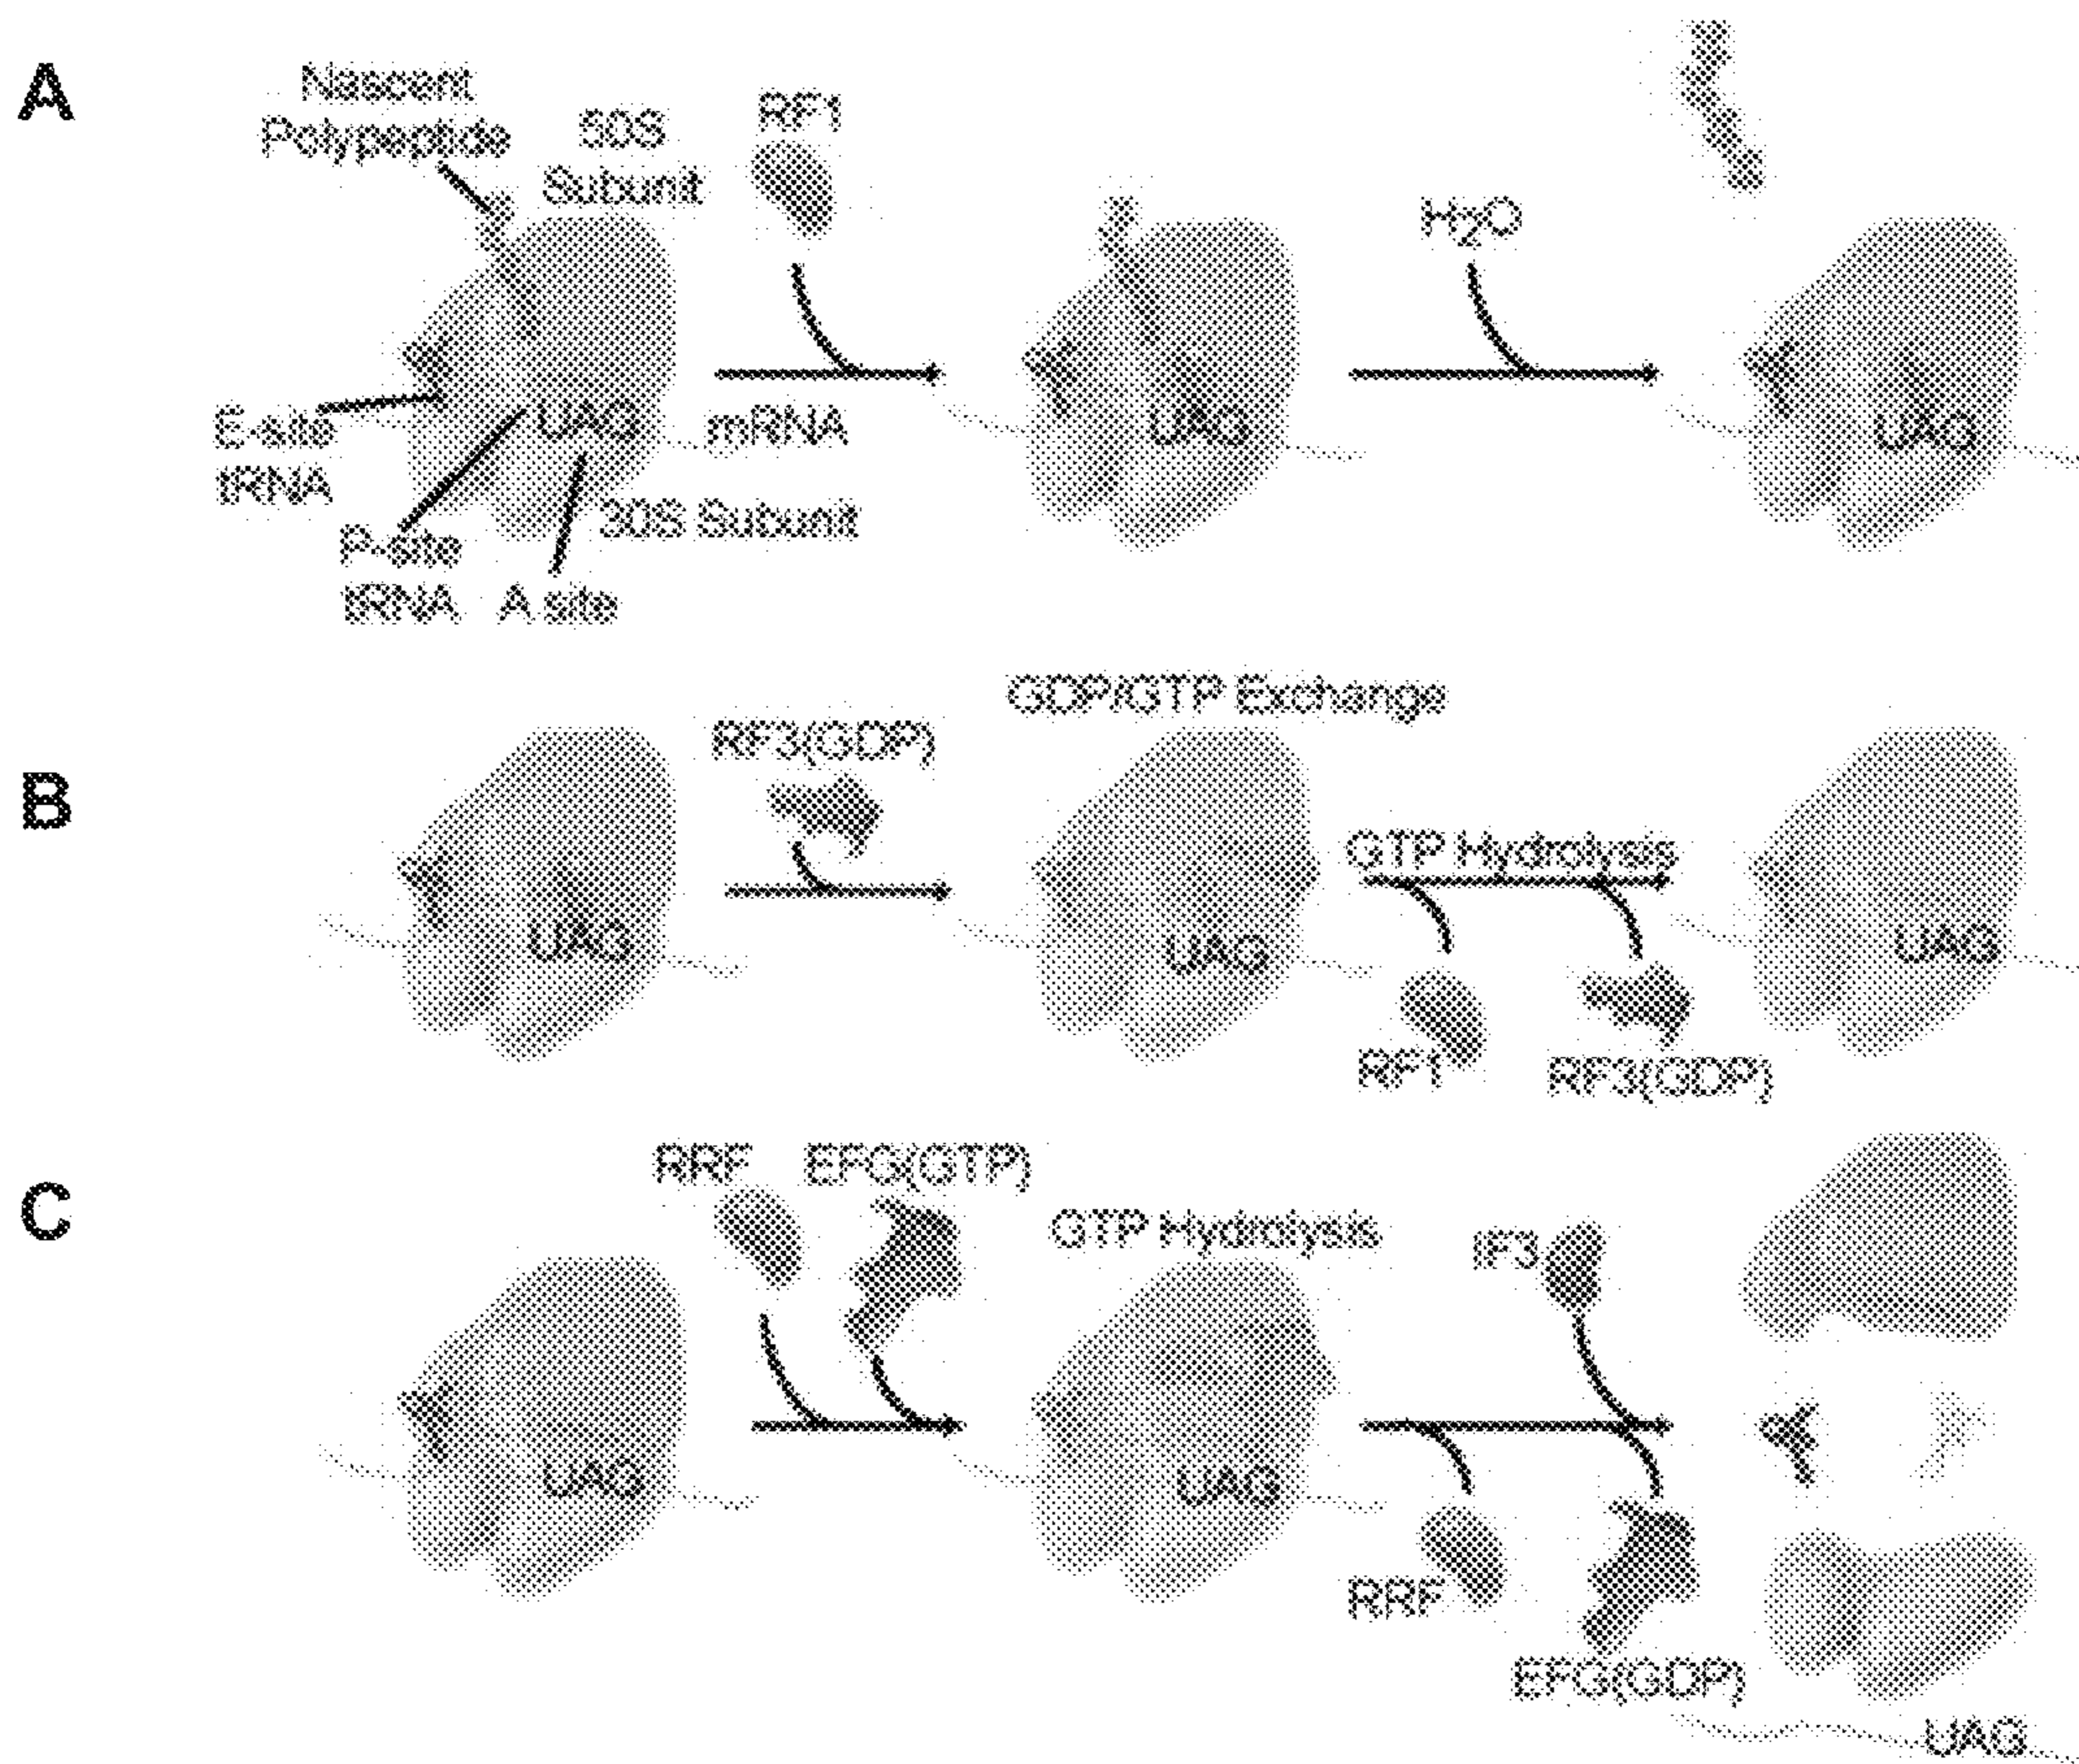 A
Nascent
Polypeptide
50S
Subunit
RF1
H2O
E-site
tRNA
UAG
mRNA
UAG
UAG
P-site
tRNA
30S Subunit
A site
B
RF3(GDP)
GDP/GTP Exchange
GTP Hydrolysis
UAG
UAG
UAG
RF1
RF3(GDP)
C
RRF
EFG(GTP)
GTP Hydrolysis
IF3
UAG
UAG
RRF
EFG(GDP)
UAG